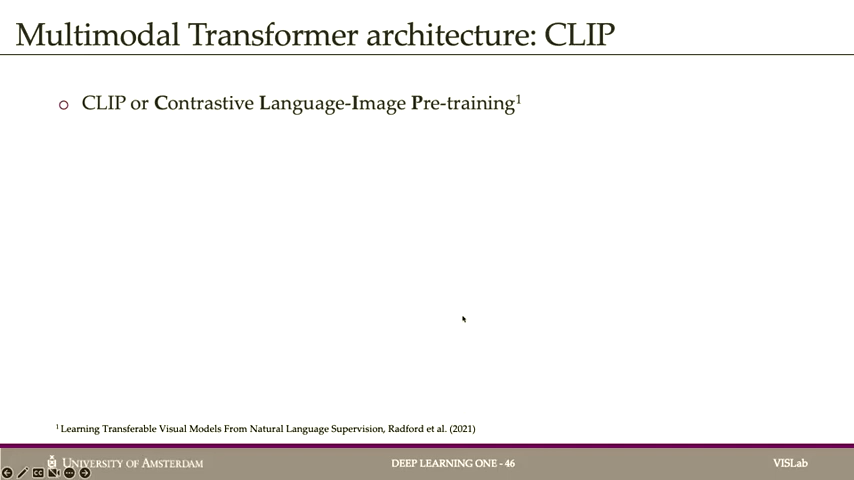 Multimodal Transformer architecture: CLIP
CLIP or Contrastive Language-Image Pre-training1
1 Learning Transferable Visual Models From Natural Language Supervision, Radford et al. (2021)
UNIVERSITY OF AMSTERDAM
DEEP LEARNING ONE - 46
VISLab